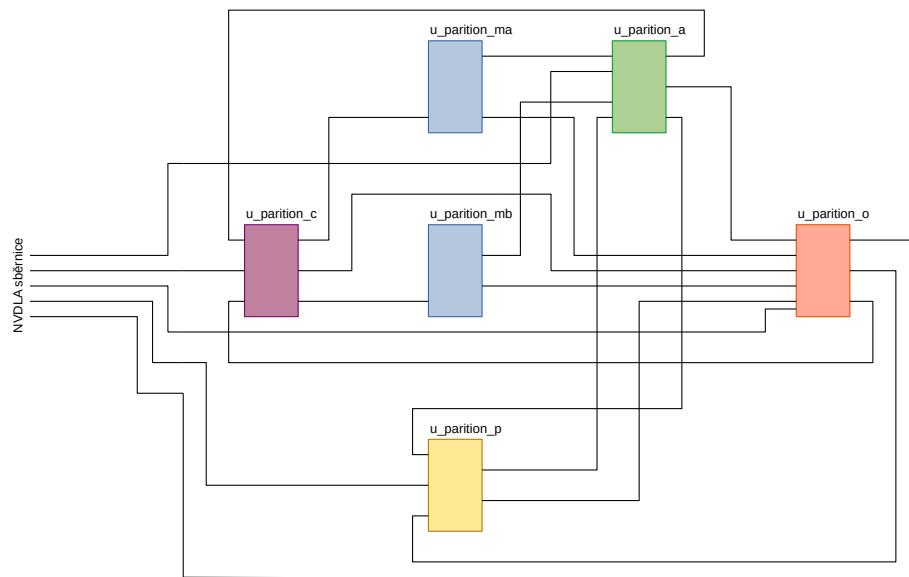 u_parition_ma
u_parition_a
u_parition_c
u_parition_mb
u_parition_o
NVDLA sběrnice
u_parition_p